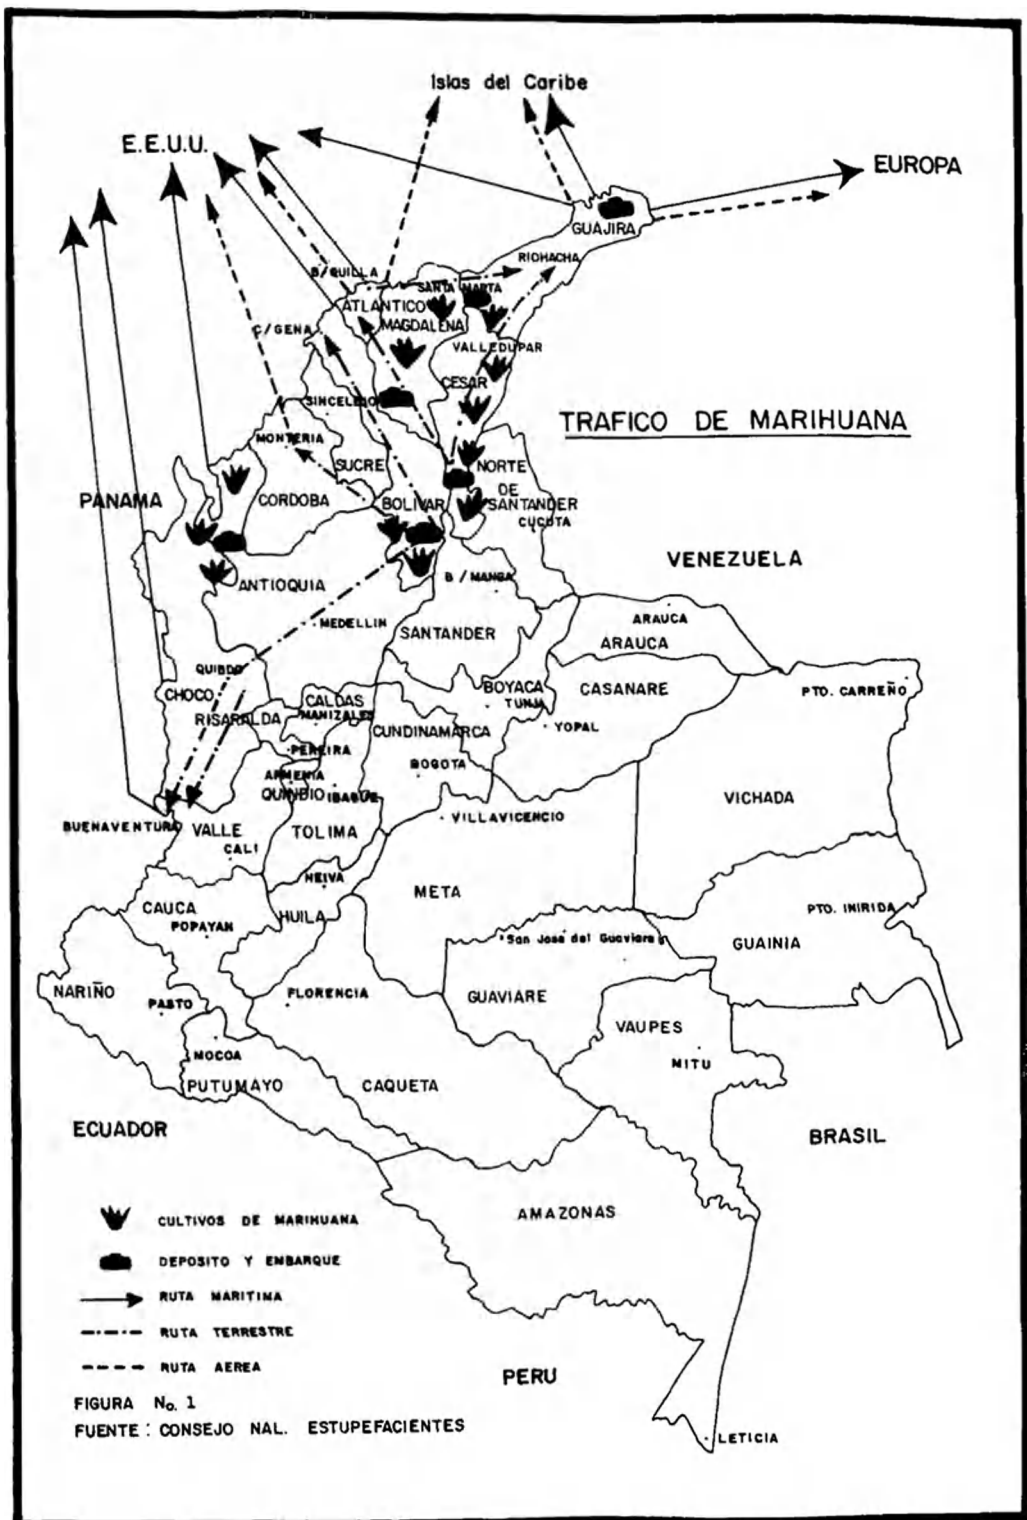 Islas del Caribe
E.E.U.U.
EUROPA
GUAJIRA
RIOHACHA
B/QUILLA
SANTA MARTA
ATLANTICO
MAGDALENA
C/GENA
VALLEDUPAR
CESAR
SINCELEJO
TRAFICO DE MARIHUANA
MONTERIA
SUCRE
NORTE
DE
SANTANDER
PANAMA
CORDOBA
BOLIVAR
CUCUTA
VENEZUELA
ANTIOQUIA
B/MANGA
MEDELLIN
SANTANDER
ARAUCA
ARAUCA
QUIBDO
CHOCO
CALDAS
BOYACA
TUNJA
CASANARE
PTO. CARREÑO
RISARALDA
MANIZALES
CUNDINAMARCA
YOPAL
PEREIRA
BOGOTA
ARMENIA
QUINDIO
IBAGUE
VICHADA
BUENAVENTURA
VALLE
TOLIMA
VILLAVICENCIO
CALI
NEIVA
META
CAUCA
HUILA
PTO. INIRIDA
POPAYAN
San José del Guaviare
GUAINIA
NARIÑO
PASTO
FLORENCIA
GUAVIARE
VAUPES
MOCOA
MITU
PUTUMAYO
CAQUETA
ECUADOR
BRASIL
AMAZONAS
CULTIVOS DE MARIHUANA
DEPOSITO Y EMBARQUE
RUTA MARITIMA
RUTA TERRESTRE
RUTA AEREA
PERU
FIGURA No. 1
FUENTE : CONSEJO NAL. ESTUPEFACIENTES
LETICIA